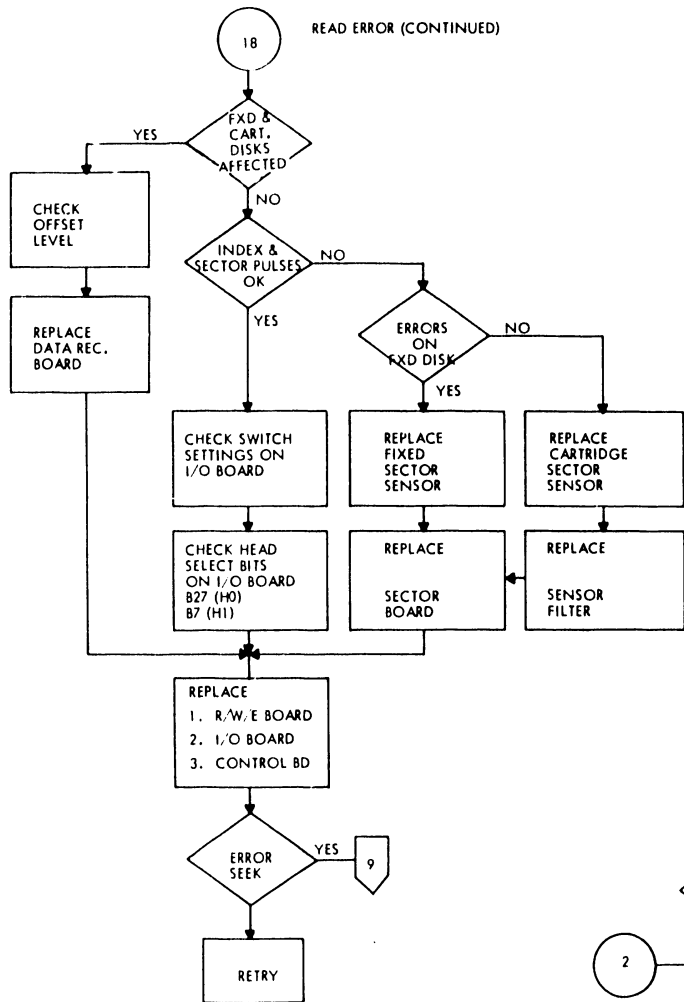 READ ERROR (CONTINUED)
18
FXD &
CART.
DISKS
AFFECTED
YES
NO
CHECK
OFFSET
LEVEL
INDEX &
SECTOR PULSES
OK
NO
YES
REPLACE
DATA REC.
BOARD
ERRORS
ON
FXD DISK
NO
YES
CHECK SWITCH
SETTINGS ON
I/O BOARD
REPLACE
FIXED
SECTOR
SENSOR
REPLACE
CARTRIDGE
SECTOR
SENSOR
CHECK HEAD
SELECT BITS
ON I/O BOARD
B27 (H0)
B7 (H1)
REPLACE
SECTOR
BOARD
REPLACE
SENSOR
FILTER
REPLACE
1. R/W/E BOARD
2. I/O BOARD
3. CONTROL BD
ERROR
SEEK
YES
9
RETRY
2